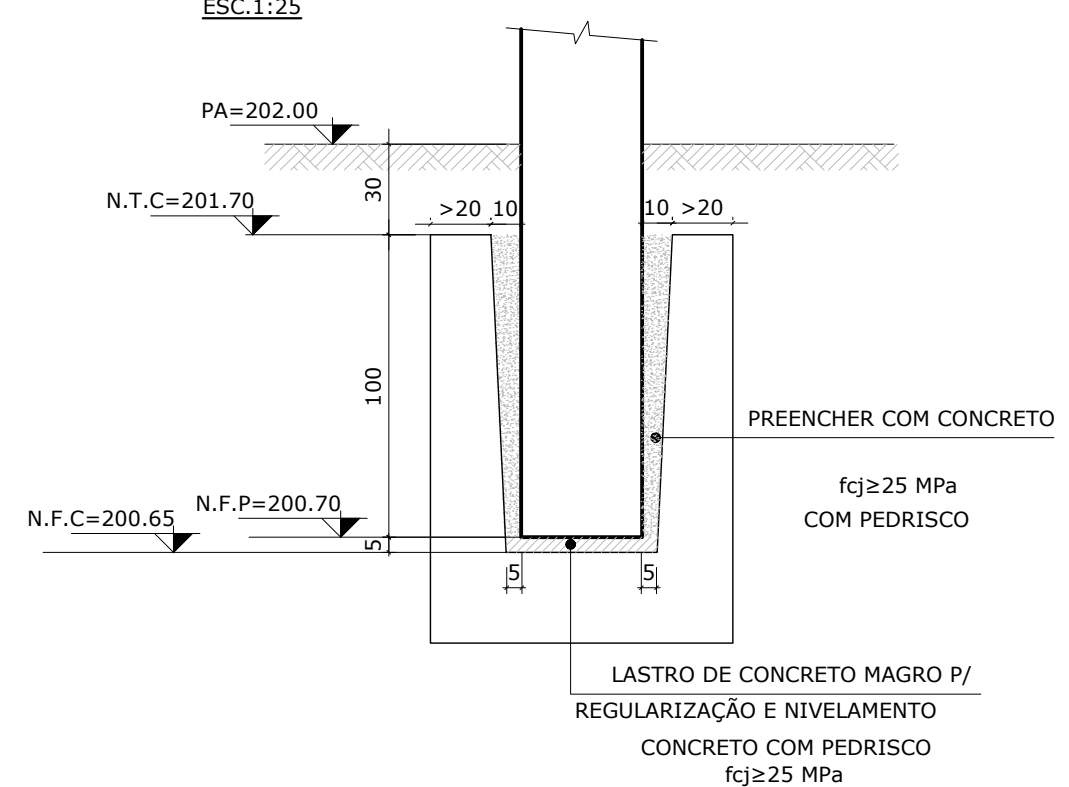 ESC.1:25
PA=202.00
30
N.T.C=201.70
>20 10
10 >20
100
PREENCHER COM CONCRETO
fcj≥25 MPa
COM PEDRISCO
N.F.P=200.70
N.F.C=200.65
5
5
5
LASTRO DE CONCRETO MAGRO P/
REGULARIZAÇÃO E NIVELAMENTO
CONCRETO COM PEDRISCO
fcj≥25 MPa